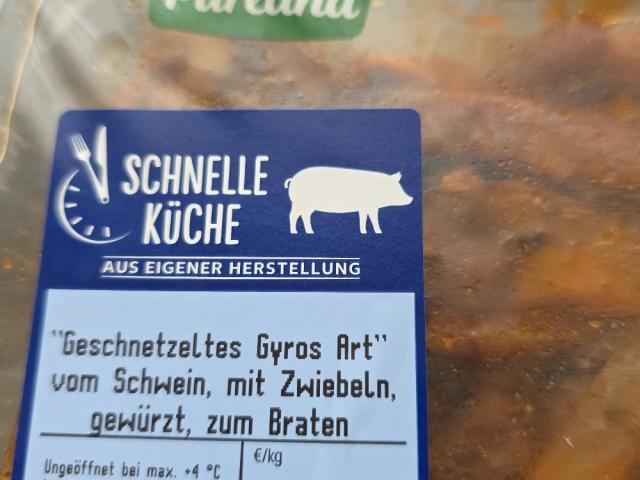 Purland
SCHNELLE
KÜCHE
AUS EIGENER HERSTELLUNG
"Geschnetzeltes Gyros Art"
vom Schwein, mit Zwiebeln,
gewürzt, zum Braten
€/kg
Ungeöffnet bei max. +4 °C